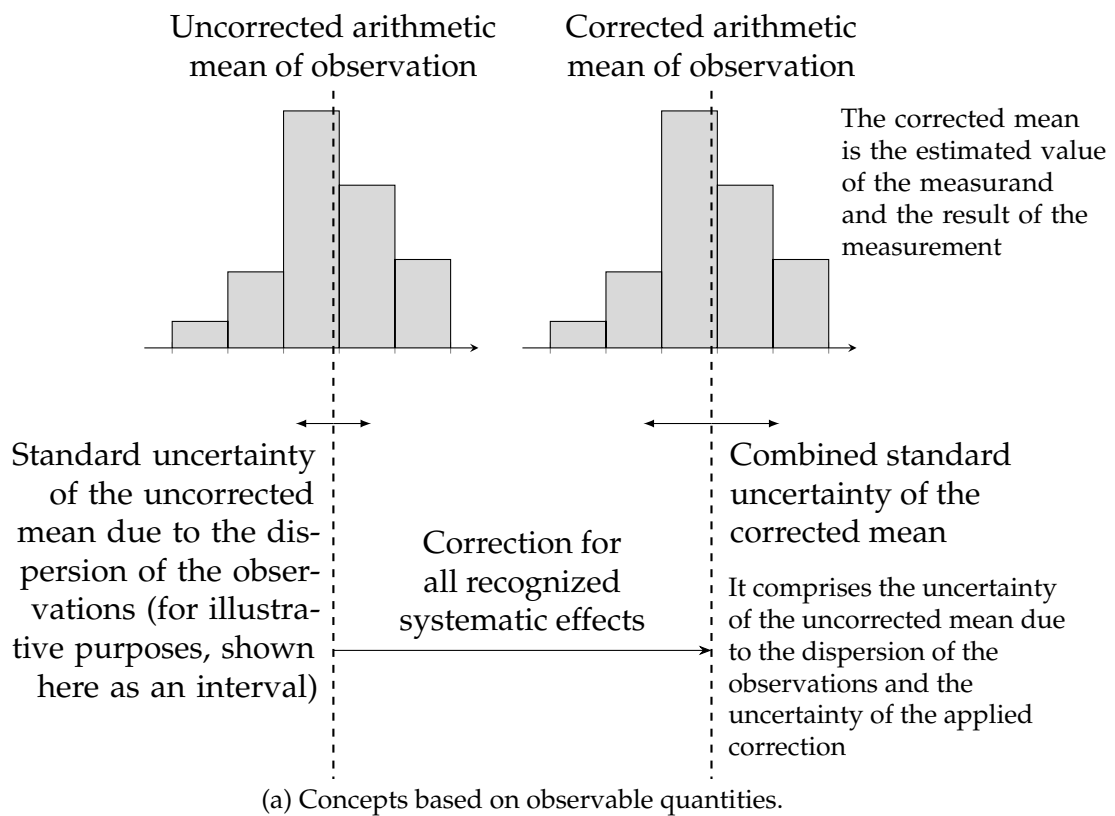 Uncorrected arithmetic
mean of observation
Corrected arithmetic
mean of observation
The corrected mean
is the estimated value
of the measurand
and the result of the
measurement
Standard uncertainty
of the uncorrected
mean due to the dis-
persion of the obser-
vations (for illustra-
tive purposes, shown
here as an interval)
Correction for
all recognized
systematic effects
Combined standard
uncertainty of the
corrected mean
It comprises the uncertainty
of the uncorrected mean due
to the dispersion of the
observations and the
uncertainty of the applied
correction
(a) Concepts based on observable quantities.